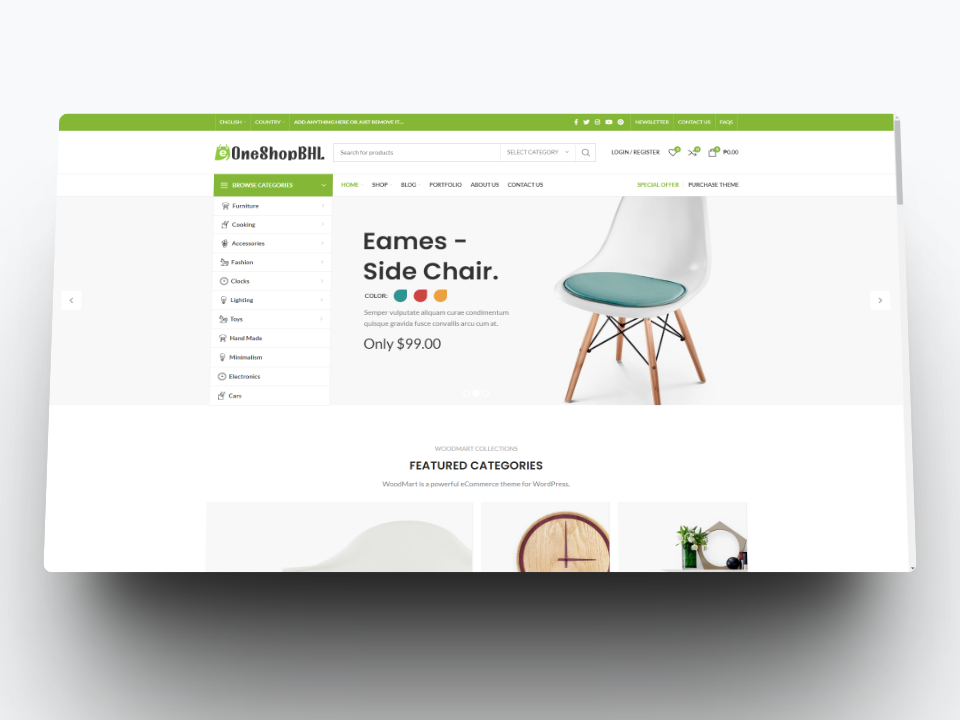 ENGLISH COUNTRY ADD ANYTHING HERE OR JUST REMOVE IT... NEWSLETTER CONTACT US FAQS
e OneShopBHL Search for products SELECT CATEGORY LOGIN / REGISTER 0 0 0 ₱0.00
BROWSE CATEGORIES HOME SHOP BLOG PORTFOLIO ABOUT US CONTACT US SPECIAL OFFER PURCHASE THEME
Furniture
Cooking
Accessories
Fashion
Clocks
Lighting
Toys
Hand Made
Minimalism
Electronics
Cars
Eames -
Side Chair.
COLOR:
Semper vulputate aliquam curae condimentum
quisque gravida fusce convallis arcu cum at.
Only $99.00
WOODMART COLLECTIONS
FEATURED CATEGORIES
WoodMart is a powerful eCommerce theme for WordPress.